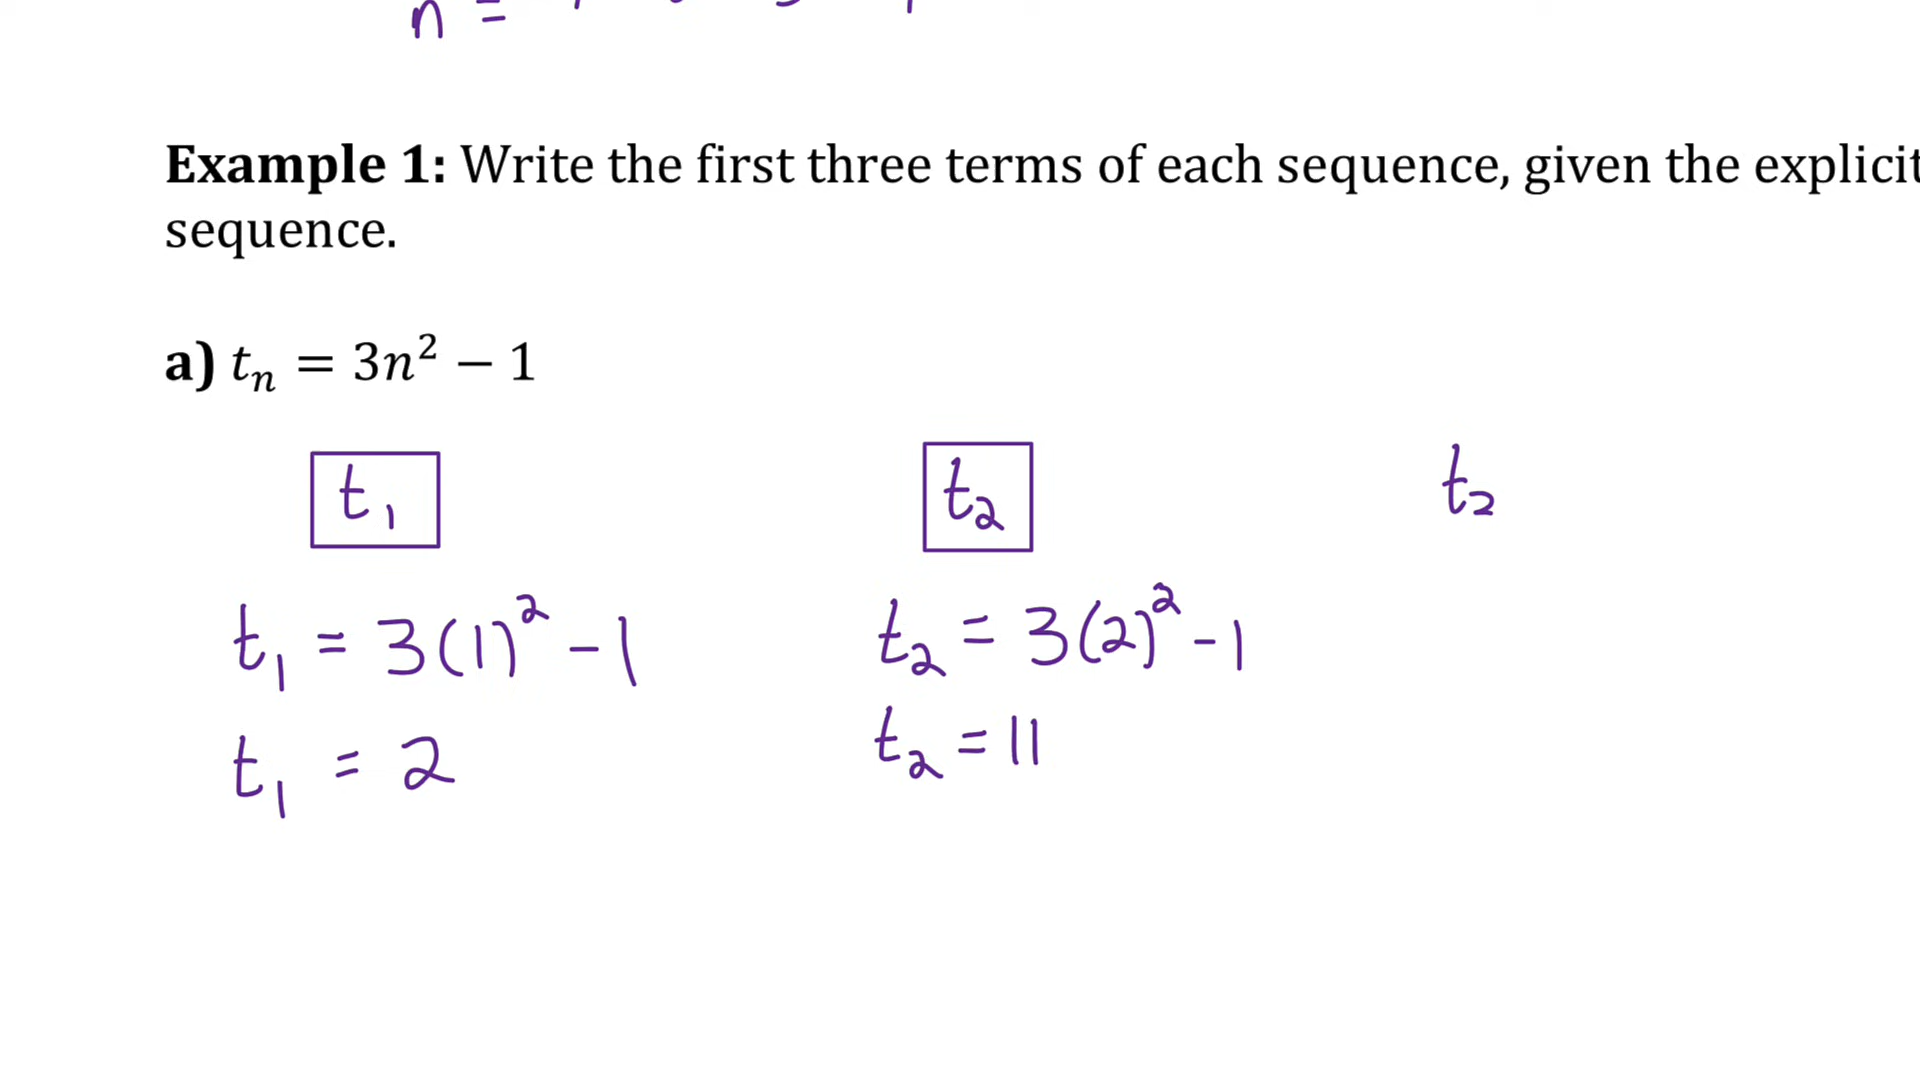 n =
Example 1: Write the first three terms of each sequence, given the explicit
sequence.
a) tₙ = 3n² − 1
t₁ t₂ t₂
t₁ = 3(1)² - 1 t₂ = 3(2)² - 1
t₁ = 2 t₂ = 11